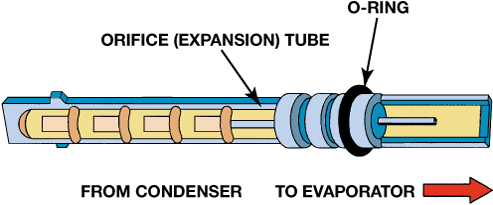 O-RING
ORIFICE (EXPANSION) TUBE
FROM CONDENSER TO EVAPORATOR